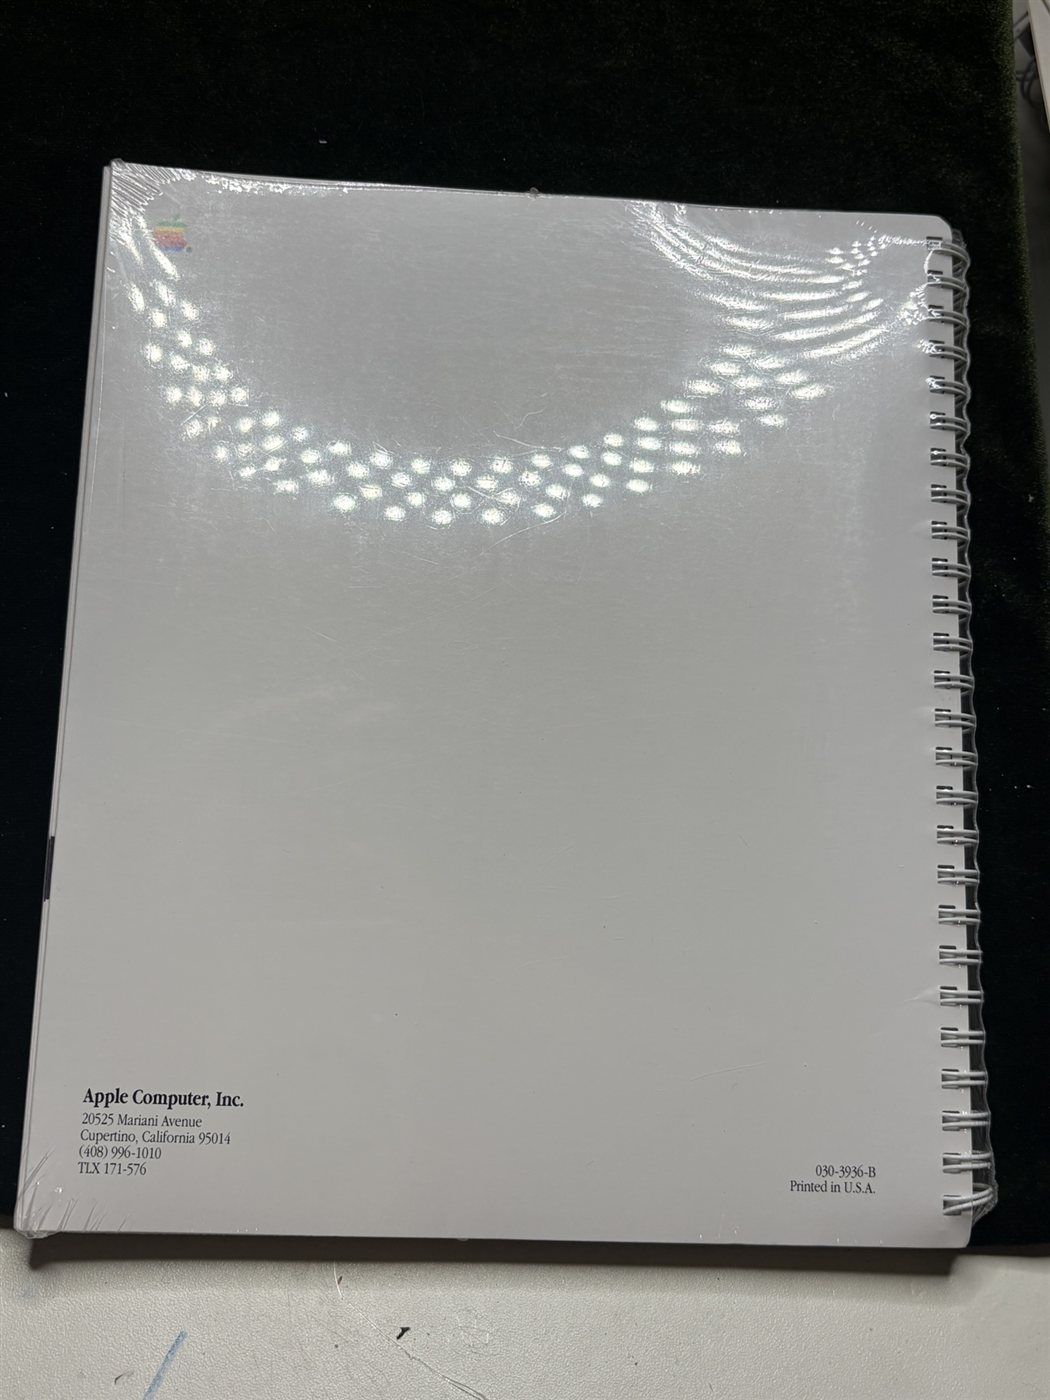 Apple Computer, Inc.
20525 Mariani Avenue
Cupertino, California 95014
(408) 996-1010
TLX 171-576
030-3936-B
Printed in U.S.A.